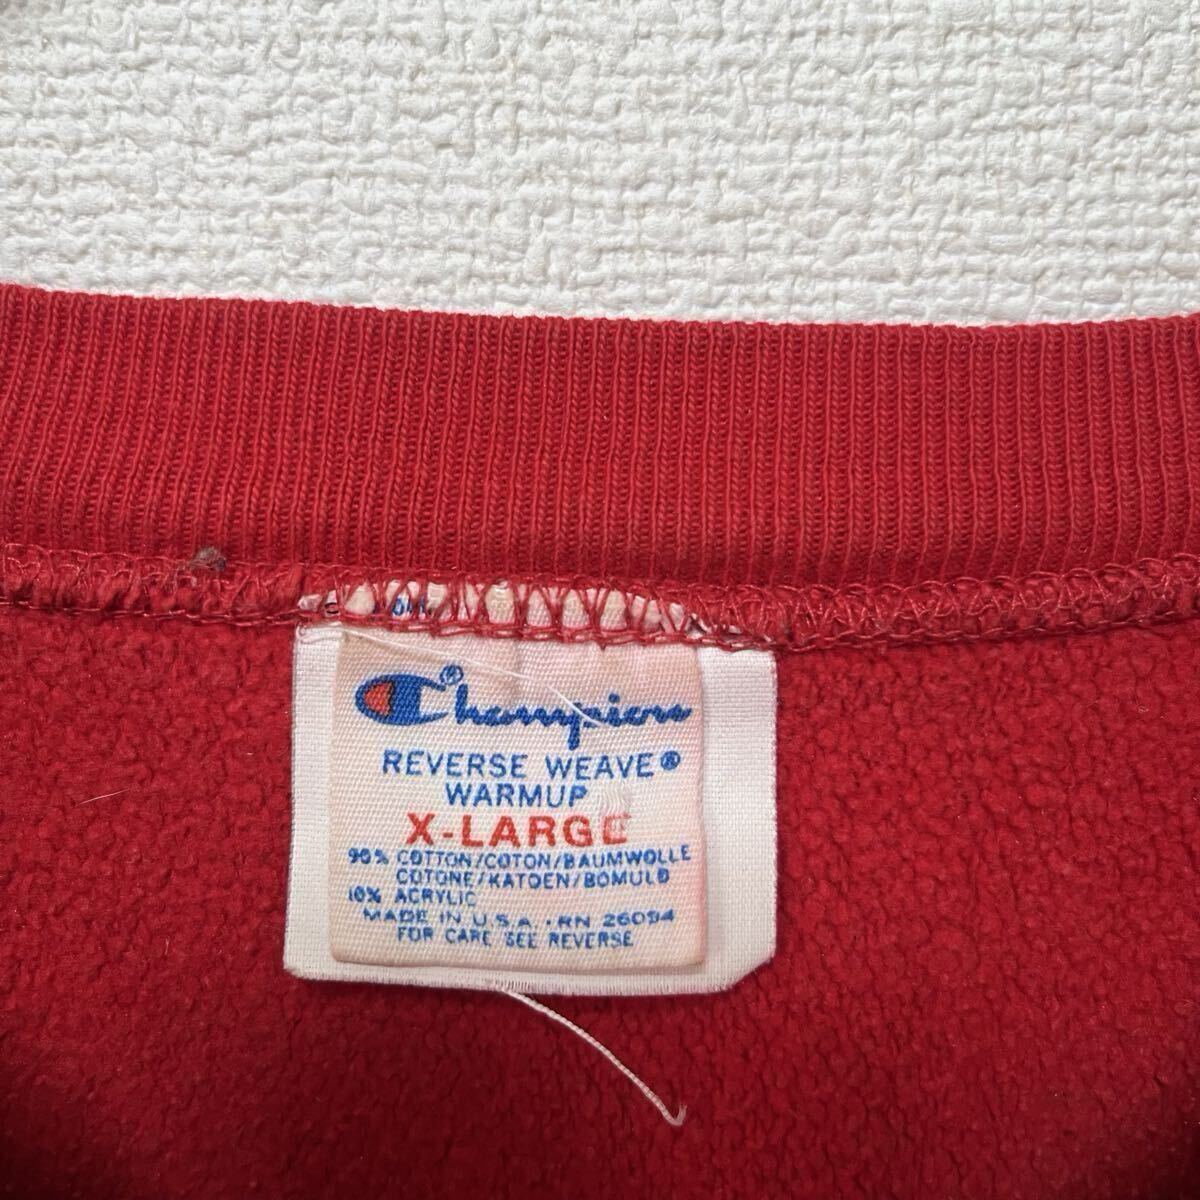 Champion®
REVERSE WEAVE®
WARMUP
X-LARGE
90% COTTON/COTON/BAUMWOLLE
COTONE/KATOEN/BOMULD
10% ACRYLIC
MADE IN U.S.A. · RN 26094
FOR CARE SEE REVERSE